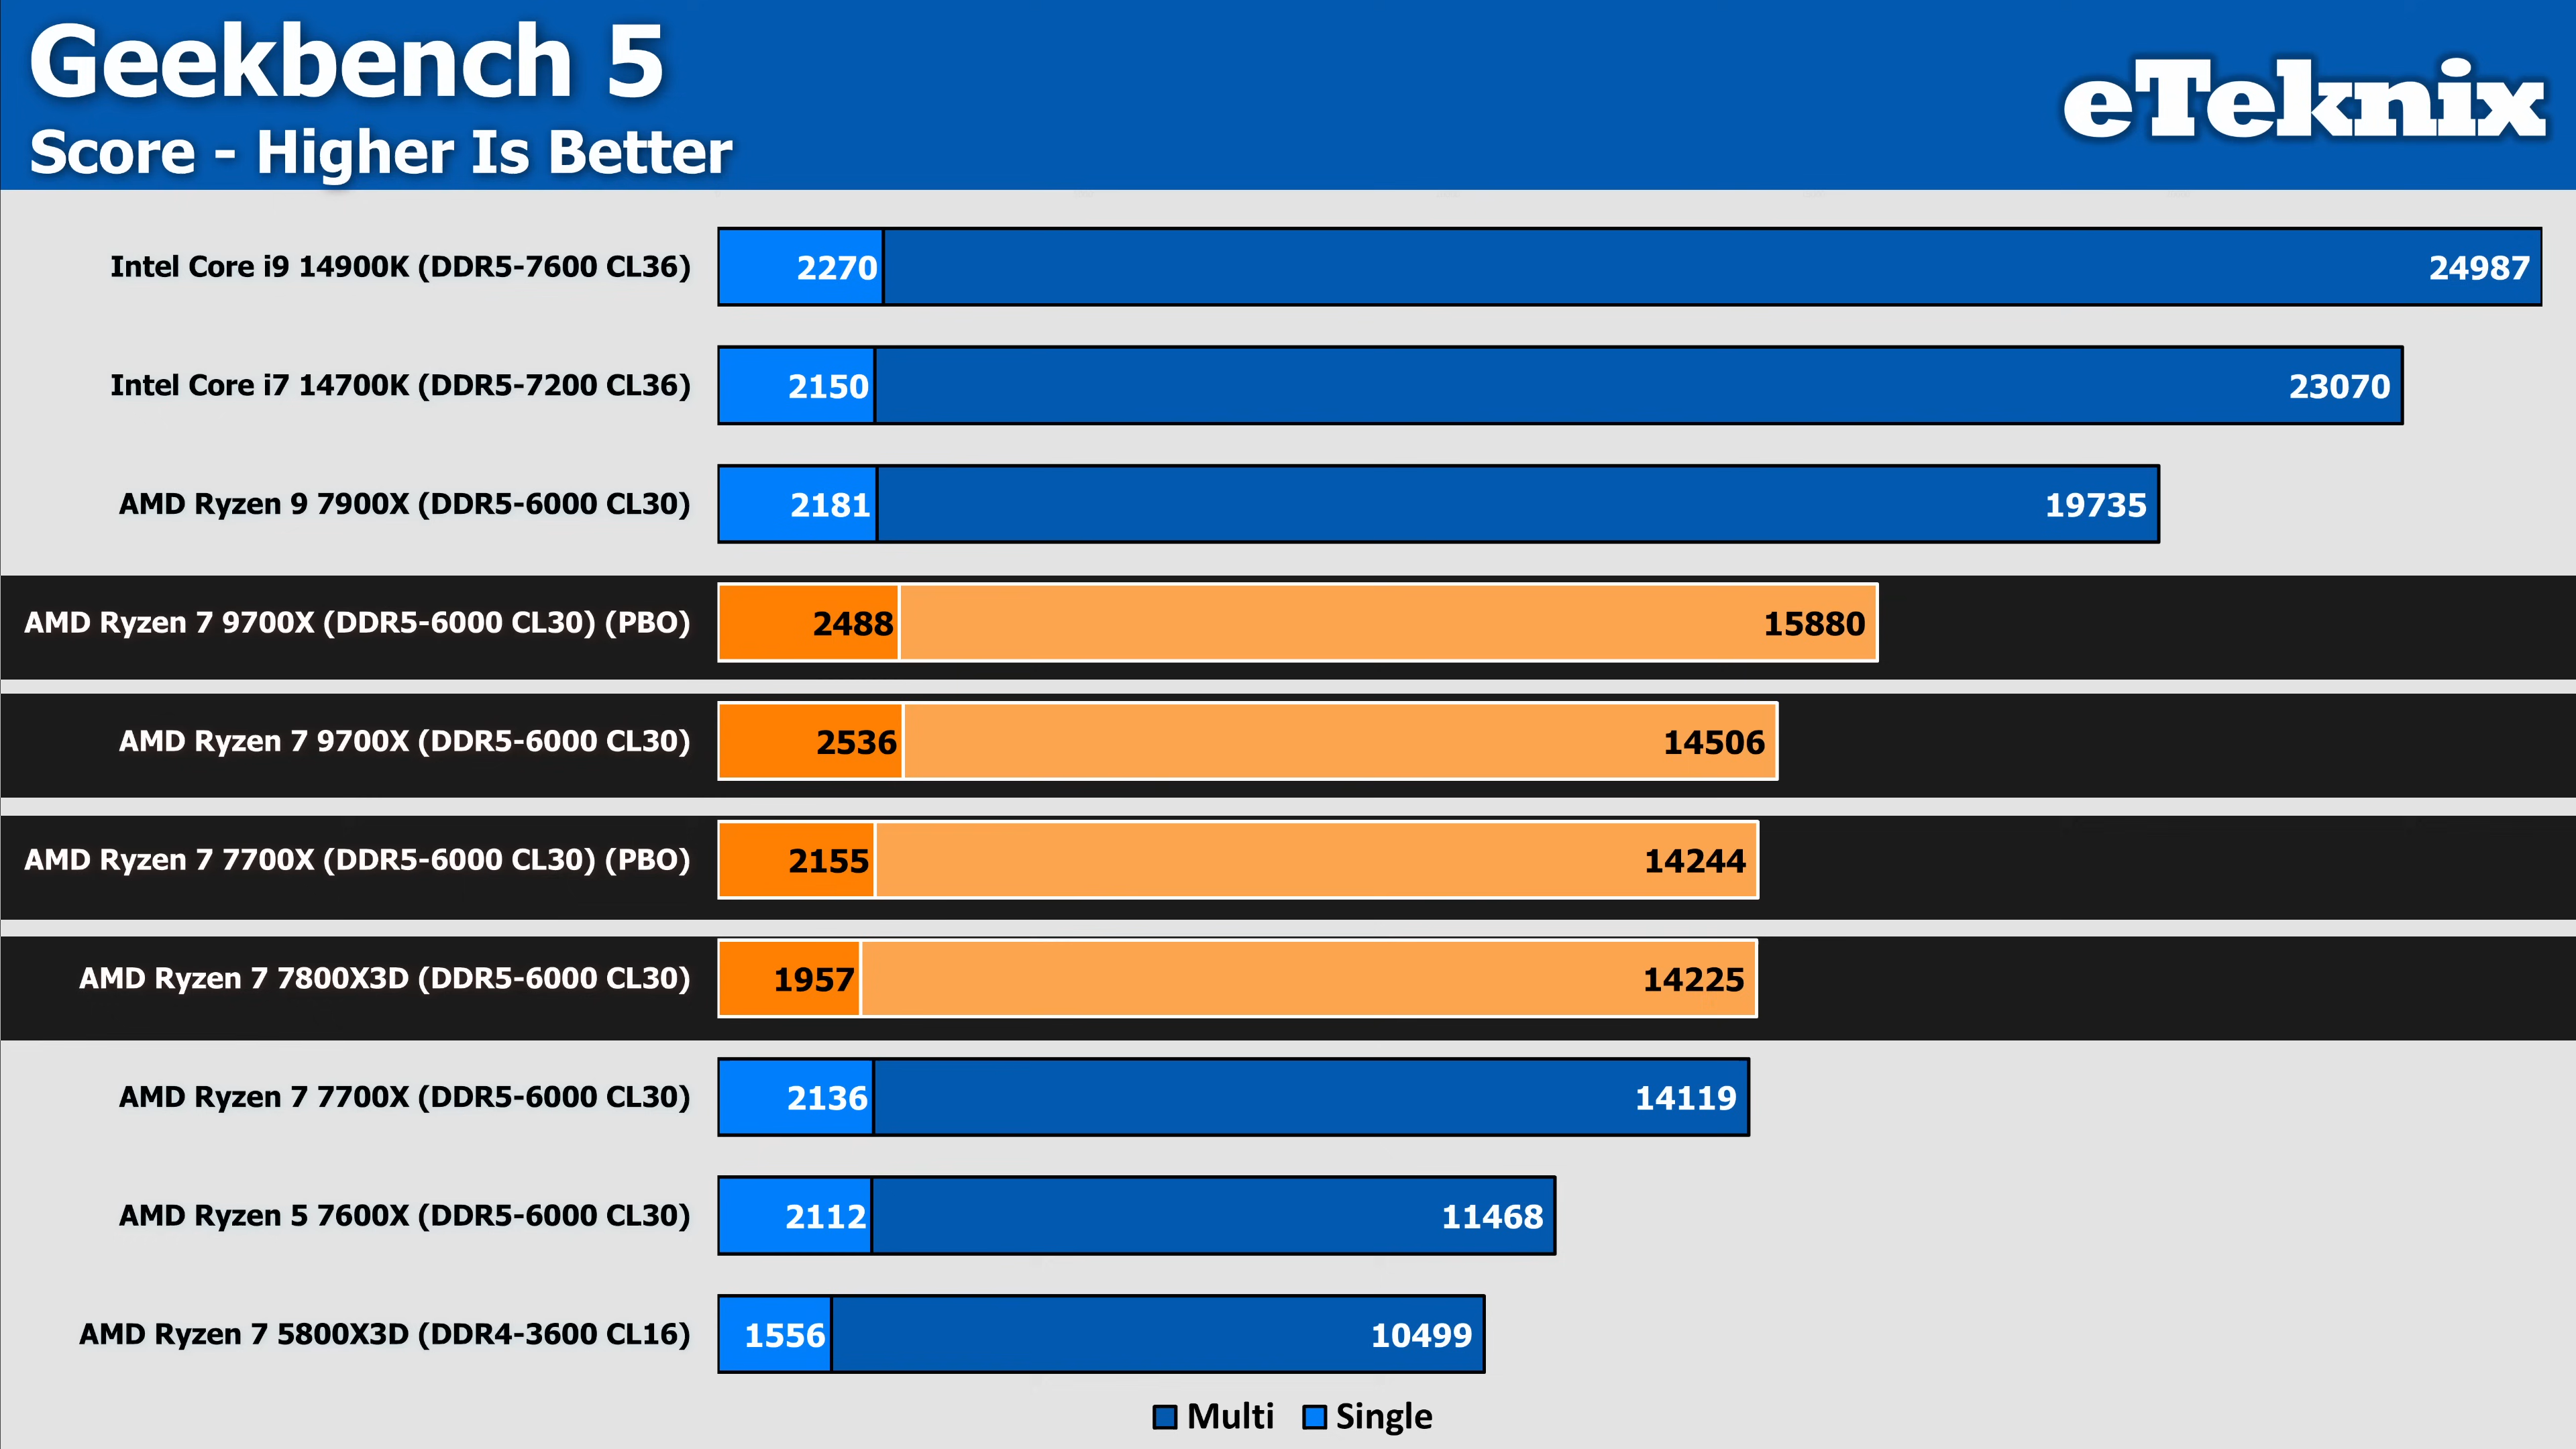 Geekbench 5
Score - Higher Is Better
eTeknix
Intel Core i9 14900K (DDR5-7600 CL36) 2270 24987
Intel Core i7 14700K (DDR5-7200 CL36) 2150 23070
AMD Ryzen 9 7900X (DDR5-6000 CL30) 2181 19735
AMD Ryzen 7 9700X (DDR5-6000 CL30) (PBO) 2488 15880
AMD Ryzen 7 9700X (DDR5-6000 CL30) 2536 14506
AMD Ryzen 7 7700X (DDR5-6000 CL30) (PBO) 2155 14244
AMD Ryzen 7 7800X3D (DDR5-6000 CL30) 1957 14225
AMD Ryzen 7 7700X (DDR5-6000 CL30) 2136 14119
AMD Ryzen 5 7600X (DDR5-6000 CL30) 2112 11468
AMD Ryzen 7 5800X3D (DDR4-3600 CL16) 1556 10499
Multi Single